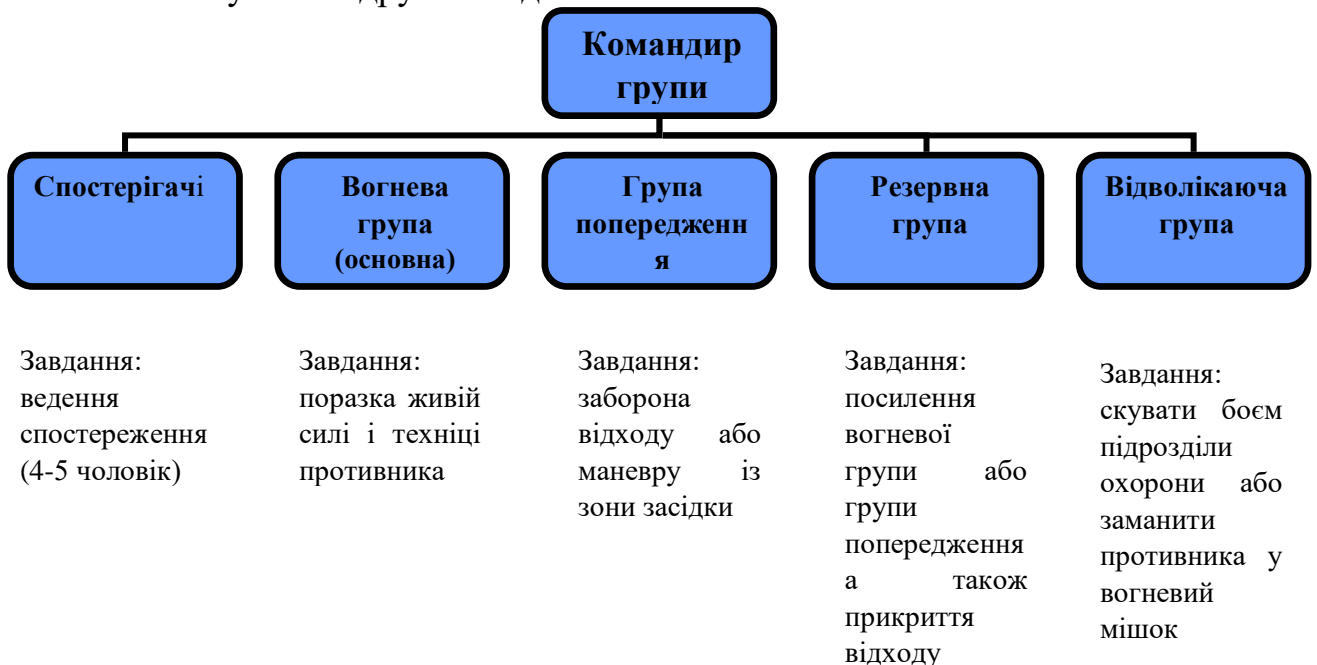 Командир
групи
Спостерігачі
Вогнева
група
(основна)
Група
попередженн
я
Резервна
група
Відволікаюча
група
Завдання:
ведення
спостереження
(4-5 чоловік)
Завдання:
поразка живій
силі і техніці
противника
Завдання:
заборона
відходу або
маневру із
зони засідки
Завдання:
посилення
вогневої
групи або
групи
попередження
а також
прикриття
відходу
Завдання:
скувати боєм
підрозділи
охорони або
заманити
противника у
вогневий
мішок